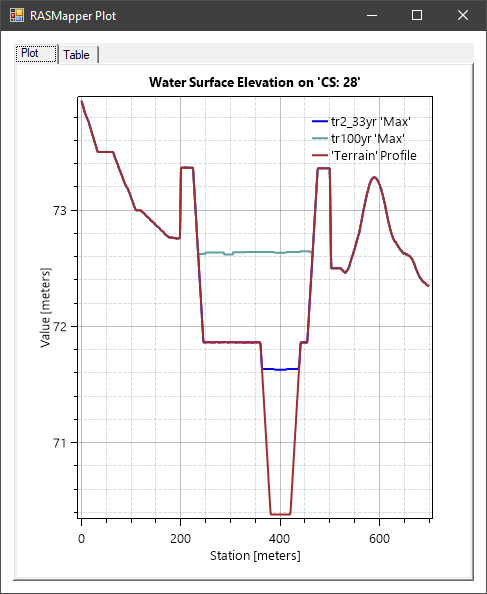 RASMapper Plot
Plot Table
Water Surface Elevation on 'CS: 28'
tr2_33yr 'Max'
tr100yr 'Max'
'Terrain' Profile
73
72
71
Value [meters]
0 200 400 600
Station [meters]